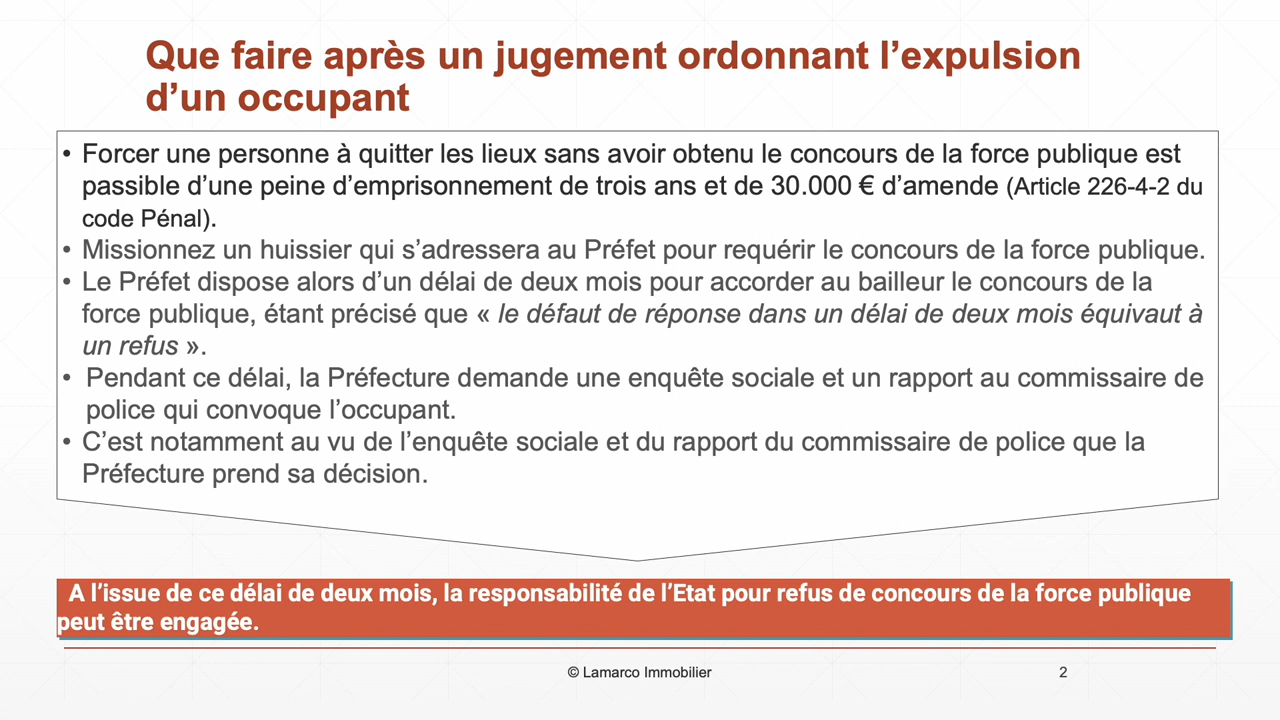 Que faire après un jugement ordonnant l’expulsion
d’un occupant
• Forcer une personne à quitter les lieux sans avoir obtenu le concours de la force publique est
passible d’une peine d’emprisonnement de trois ans et de 30.000 € d’amende (Article 226-4-2 du
code Pénal).
• Missionnez un huissier qui s’adressera au Préfet pour requérir le concours de la force publique.
• Le Préfet dispose alors d’un délai de deux mois pour accorder au bailleur le concours de la
force publique, étant précisé que « le défaut de réponse dans un délai de deux mois équivaut à
un refus ».
• Pendant ce délai, la Préfecture demande une enquête sociale et un rapport au commissaire de
police qui convoque l’occupant.
• C’est notamment au vu de l’enquête sociale et du rapport du commissaire de police que la
Préfecture prend sa décision.
A l’issue de ce délai de deux mois, la responsabilité de l’Etat pour refus de concours de la force publique
peut être engagée.
© Lamarco Immobilier
2